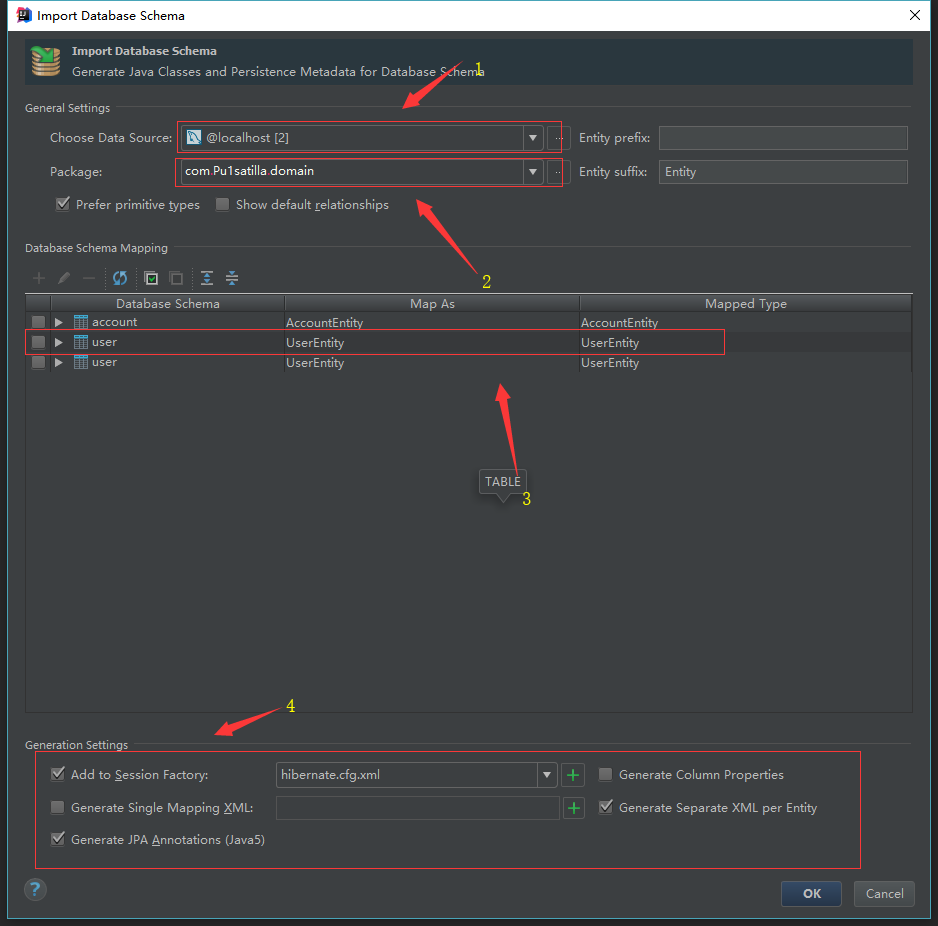 Import Database Schema
Import Database Schema
Generate Java Classes and Persistence Metadata for Database Schema
1
General Settings
Choose Data Source: @localhost [2] ... Entity prefix:
Package: com.Pu1satilla.domain ... Entity suffix: Entity
Prefer primitive types Show default relationships
Database Schema Mapping
2
Database Schema Map As Mapped Type
account AccountEntity AccountEntity
user UserEntity UserEntity
user UserEntity UserEntity
TABLE
3
4
Generation Settings
Add to Session Factory: hibernate.cfg.xml Generate Column Properties
Generate Single Mapping XML: Generate Separate XML per Entity
Generate JPA Annotations (Java5)
? OK Cancel